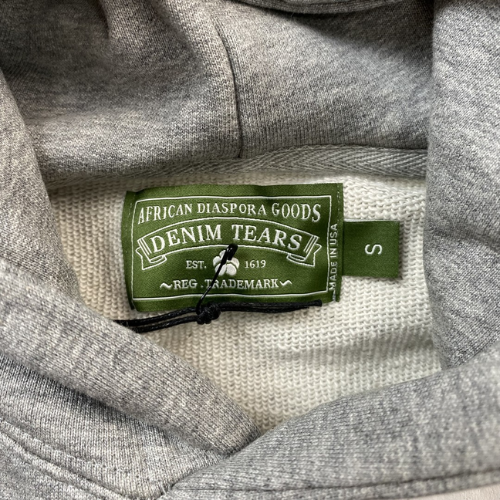 AFRICAN DIASPORA GOODS
DENIM TEARS
EST. 1619
~REG.TRADEMARK~
MADE IN USA
S